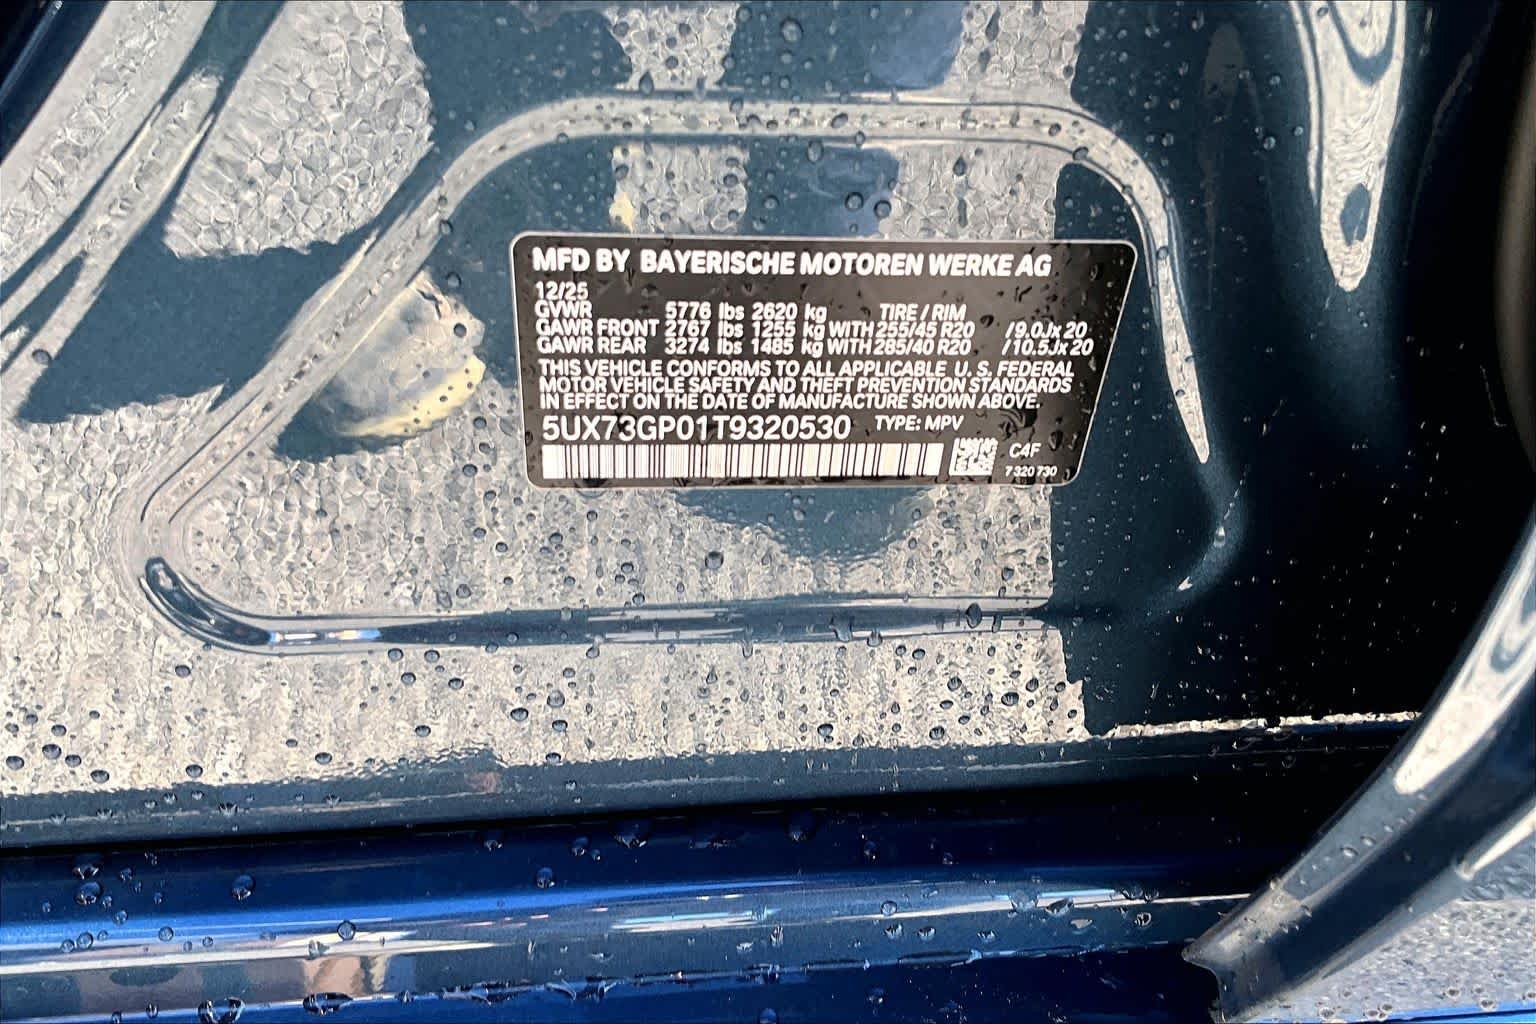 MFD BY BAYERISCHE MOTOREN WERKE AG
12/25
GVWR 5776 lbs 2620 kg TIRE / RIM
GAWR FRONT 2767 lbs 1255 kg WITH 255/45 R20 /9.0Jx20
GAWR REAR 3274 lbs 1485 kg WITH 285/40 R20 /10.5Jx20
THIS VEHICLE CONFORMS TO ALL APPLICABLE U.S. FEDERAL
MOTOR VEHICLE SAFETY AND THEFT PREVENTION STANDARDS
IN EFFECT ON THE DATE OF MANUFACTURE SHOWN ABOVE.
5UX73GP01T9320530 TYPE: MPV
C4F
7 320 730